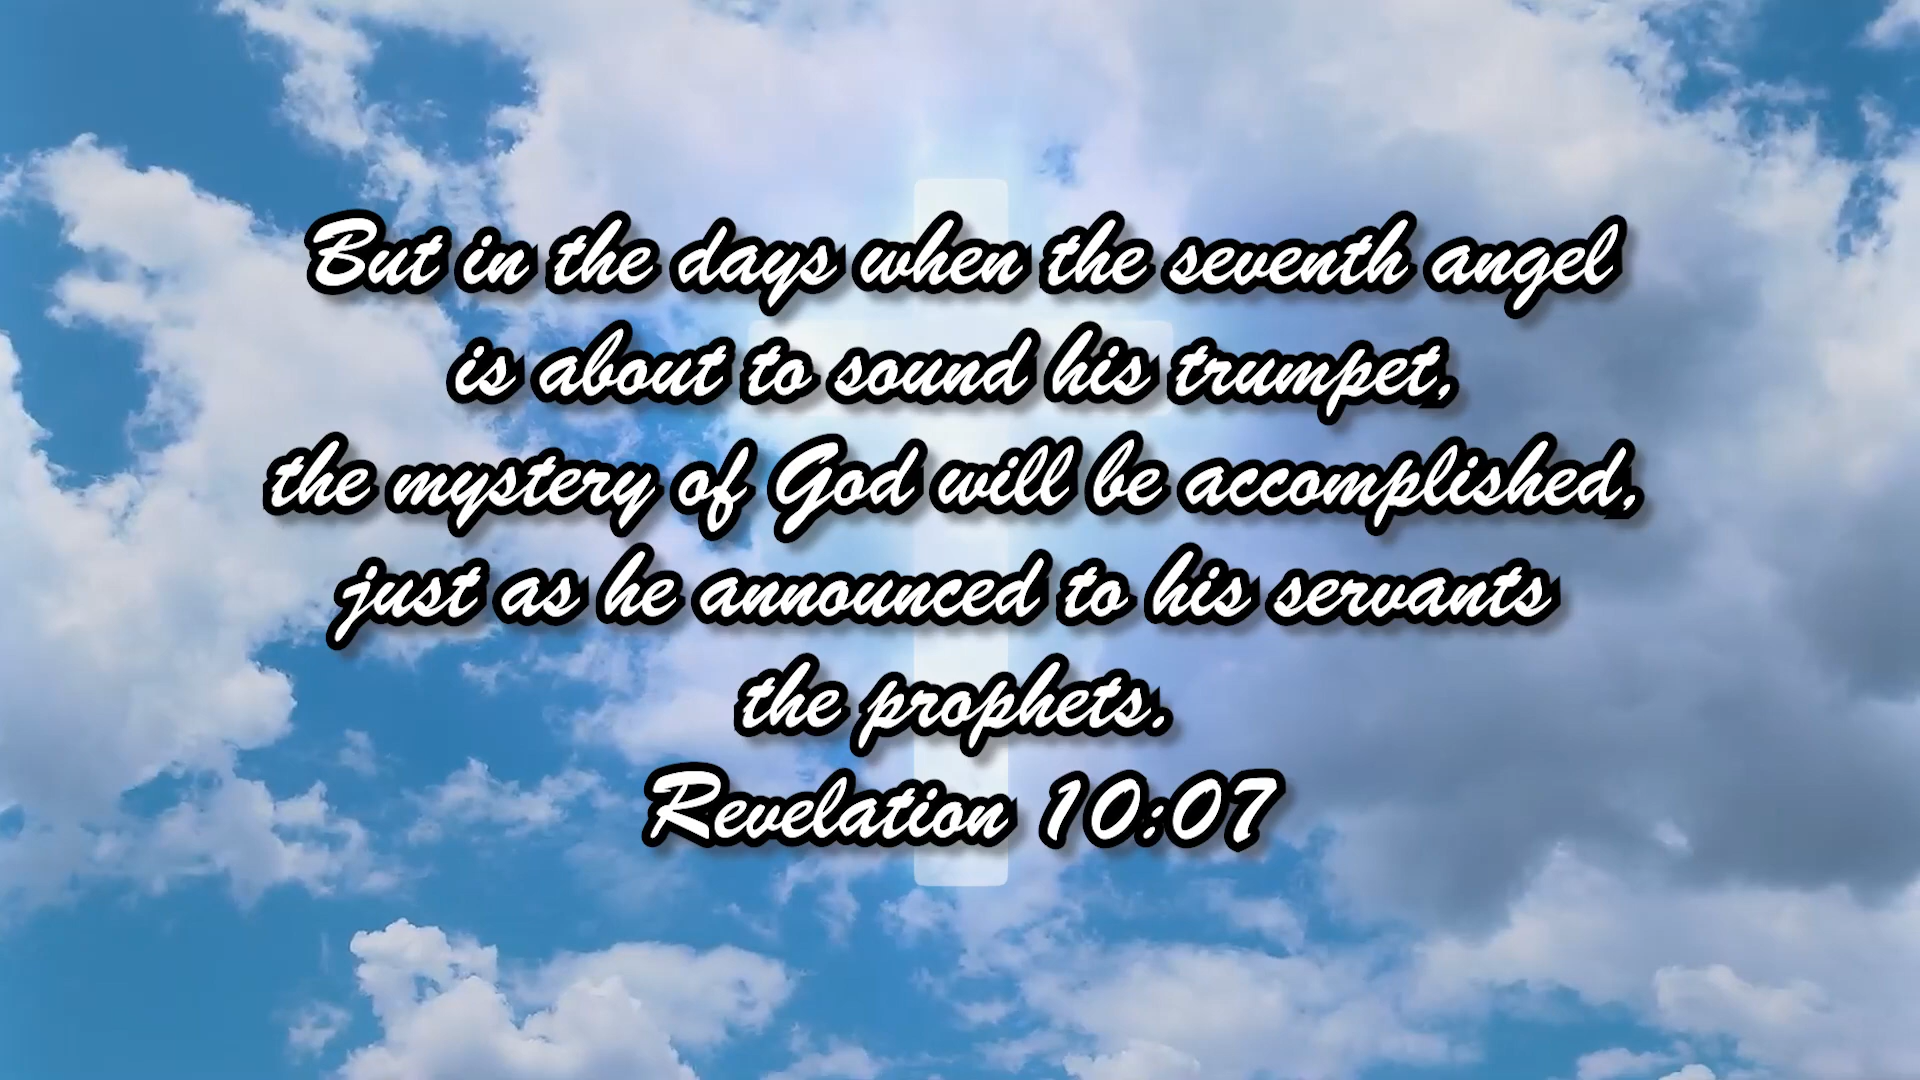 But in the days when the seventh angel
is about to sound his trumpet,
the mystery of God will be accomplished,
just as he announced to his servants
the prophets.
Revelation 10:07